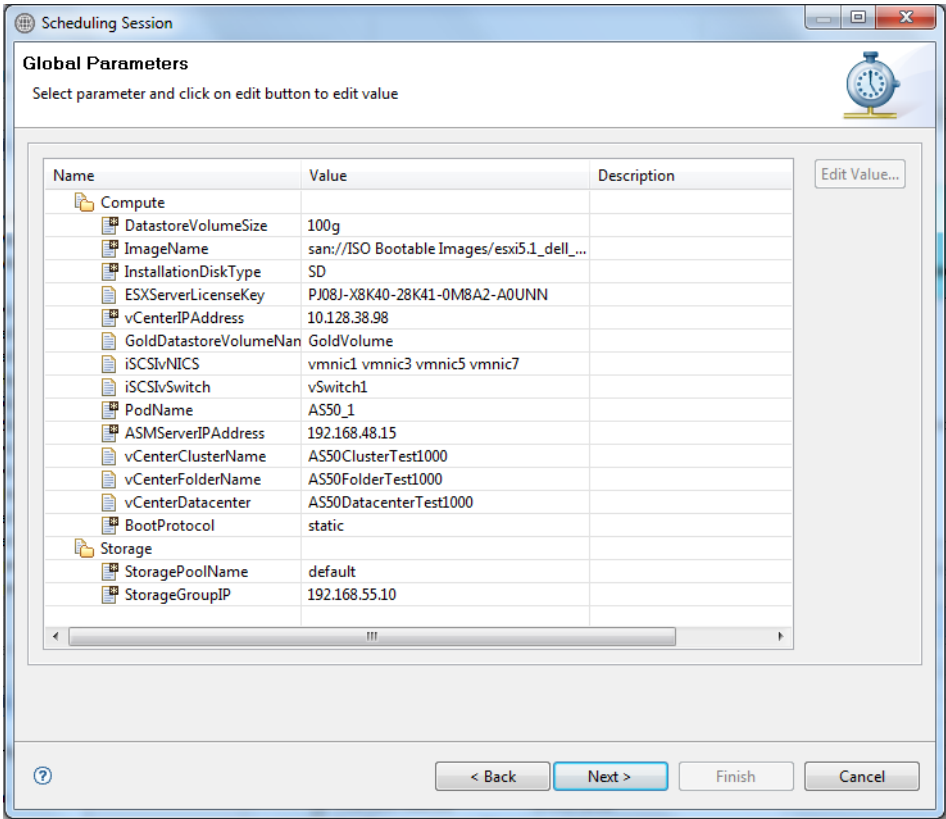 Scheduling Session
Global Parameters
Select parameter and click on edit button to edit value
Name Value Description
Edit Value...
Compute
DatastoreVolumeSize 100g
ImageName san://ISO Bootable Images/esxi5.1_dell_...
InstallationDiskType SD
ESXServerLicenseKey PJ08J-X8K40-28K41-0M8A2-A0UNN
vCenterIPAddress 10.128.38.98
GoldDatastoreVolumeNan GoldVolume
iSCSIvNICS vmnic1 vmnic3 vmnic5 vmnic7
iSCSIvSwitch vSwitch1
PodName AS50_1
ASMServerIPAddress 192.168.48.15
vCenterClusterName AS50ClusterTest1000
vCenterFolderName AS50FolderTest1000
vCenterDatacenter AS50DatacenterTest1000
BootProtocol static
Storage
StoragePoolName default
StorageGroupIP 192.168.55.10
< Back Next > Finish Cancel